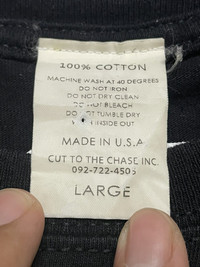 100% COTTON
MACHINE WASH AT 40 DEGREES
DO NOT IRON
DO NOT DRY CLEAN
DO NOT BLEACH
DO NOT TUMBLE DRY
INSIDE OUT
MADE IN U.S.A
CUT TO THE CHASE INC.
092-722-4505
LARGE